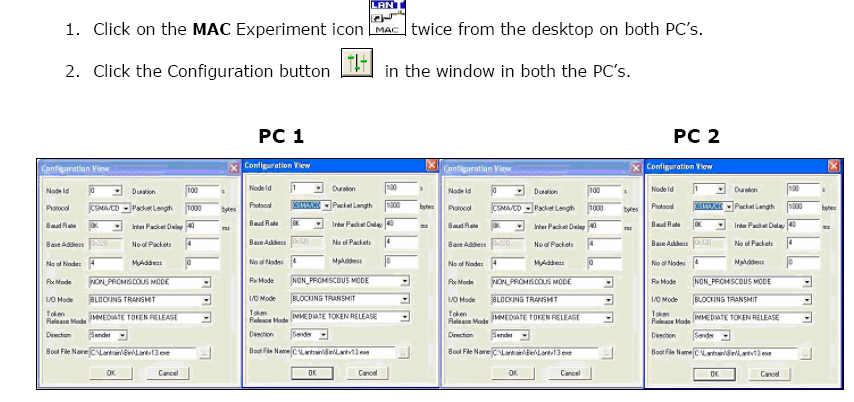 1. Click on the MAC Experiment icon LANT MAC twice from the desktop on both PC's.
2. Click the Configuration button in the window in both the PC's.
PC 1 PC 2
Configuration View
Node Id 0 Duration 100 s
Protocol CSMA/CD Packet Length 1000 bytes
Baud Rate 8K Inter Packet Delay 40 ms
Base Address 0x320 No of Packets 4
No of Nodes 4 MyAddress 0
Rx Mode NON_PROMISCOUS MODE
I/O Mode BLOCKING TRANSMIT
Token
Release Mode IMMEDIATE TOKEN RELEASE
Direction Sender
Boot File Name C:\Lantrain\Bin\Lantv13.exe ...
OK Cancel
Configuration View
Node Id 1 Duration 100 s
Protocol CSMA/CD Packet Length 1000 bytes
Baud Rate 8K Inter Packet Delay 40 ms
Base Address 0x320 No of Packets 4
No of Nodes 4 MyAddress 0
Rx Mode NON_PROMISCOUS MODE
I/O Mode BLOCKING TRANSMIT
Token
Release Mode IMMEDIATE TOKEN RELEASE
Direction Sender
Boot File Name C:\Lantrain\Bin\Lantv13.exe ...
OK Cancel
Configuration View
Node Id 0 Duration 100 s
Protocol CSMA/CD Packet Length 1000 bytes
Baud Rate 8K Inter Packet Delay 40 ms
Base Address 0x320 No of Packets 4
No of Nodes 4 MyAddress 0
Rx Mode NON_PROMISCOUS MODE
I/O Mode BLOCKING TRANSMIT
Token
Release Mode IMMEDIATE TOKEN RELEASE
Direction Sender
Boot File Name C:\Lantrain\Bin\Lantv13.exe ...
OK Cancel
Configuration View
Node Id 1 Duration 100 s
Protocol CSMA/CD Packet Length 1000 bytes
Baud Rate 8K Inter Packet Delay 40 ms
Base Address 0x320 No of Packets 4
No of Nodes 4 MyAddress 0
Rx Mode NON_PROMISCOUS MODE
I/O Mode BLOCKING TRANSMIT
Token
Release Mode IMMEDIATE TOKEN RELEASE
Direction Sender
Boot File Name C:\Lantrain\Bin\Lantv13.exe ...
OK Cancel